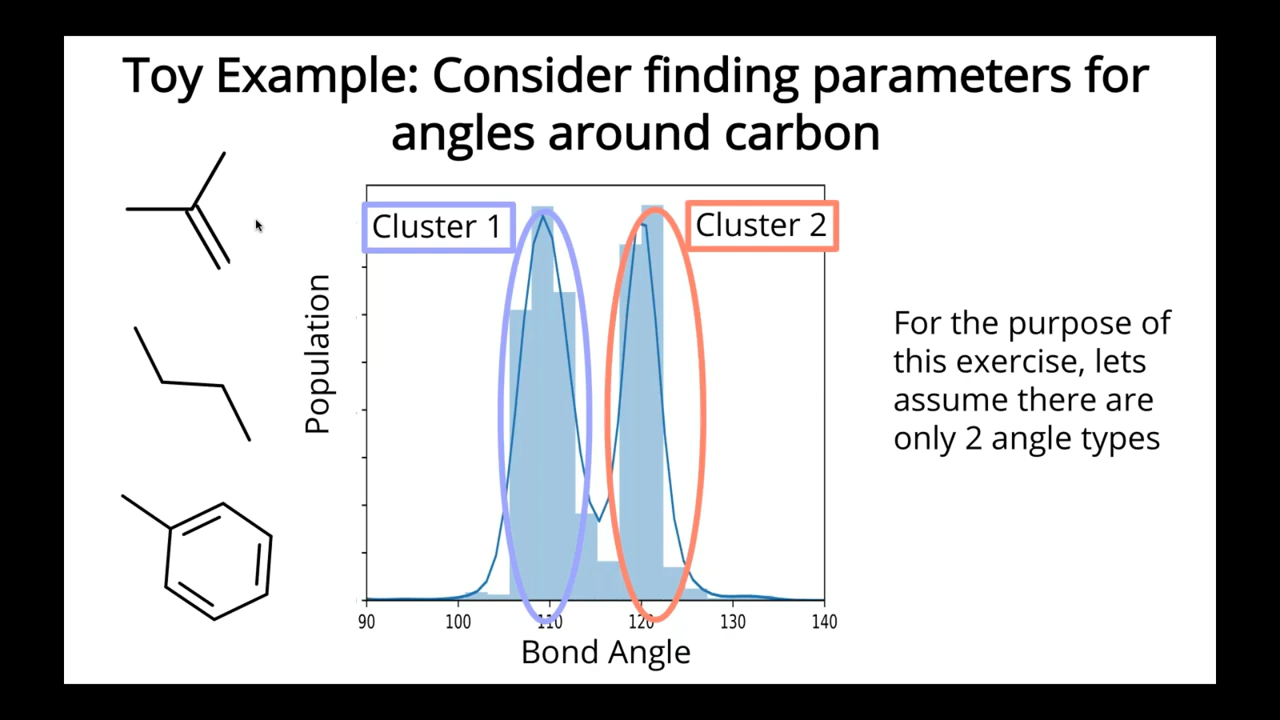 Toy Example: Consider finding parameters for
angles around carbon
Cluster 1
Cluster 2
Population
For the purpose of
this exercise, lets
assume there are
only 2 angle types
90 100 110 120 130 140
Bond Angle